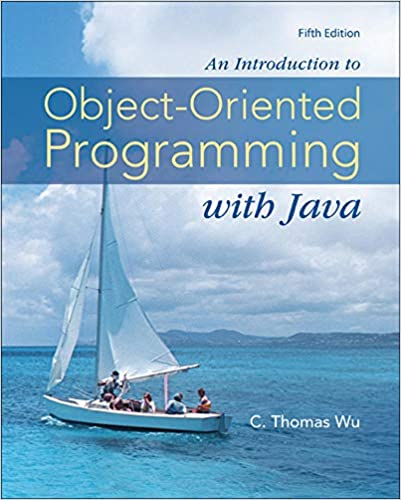 Fifth Edition
An Introduction to
Object-Oriented
Programming
with Java
C. Thomas Wu